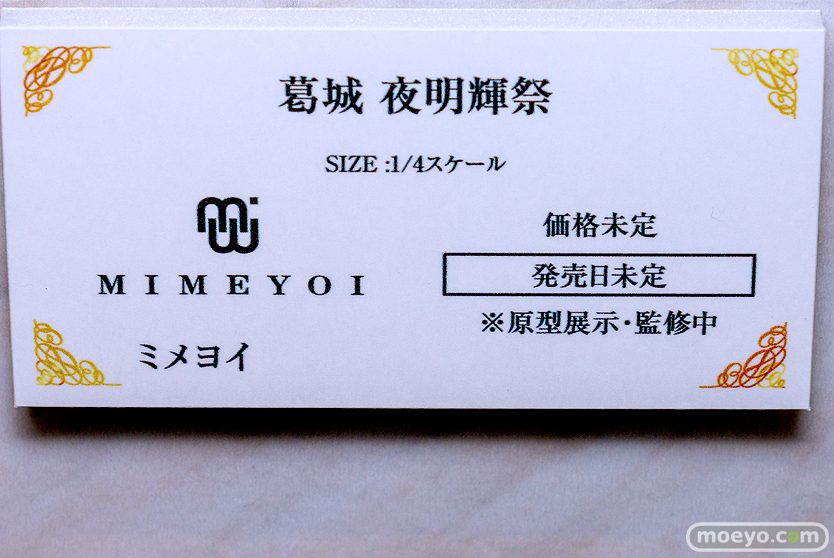 葛城 夜明輝祭
SIZE :1/4スケール
mi
MIMEYOI
ミメヨイ
価格未定
発売日未定
※原型展示・監修中
moeyo.com